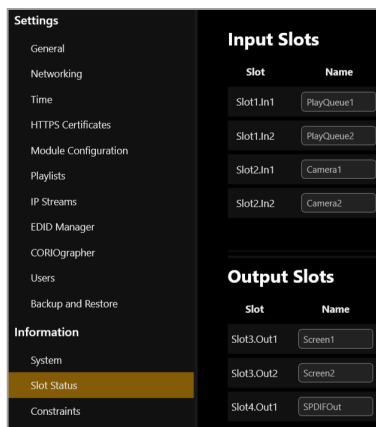 Settings
General
Networking
Time
HTTPS Certificates
Module Configuration
Playlists
IP Streams
EDID Manager
CORIOgrapher
Users
Backup and Restore
Information
System
Slot Status
Constraints
Input Slots
Slot Name
Slot1.In1 PlayQueue1
Slot1.In2 PlayQueue2
Slot2.In1 Camera1
Slot2.In2 Camera2
Output Slots
Slot Name
Slot3.Out1 Screen1
Slot3.Out2 Screen2
Slot4.Out1 SPDIFOut